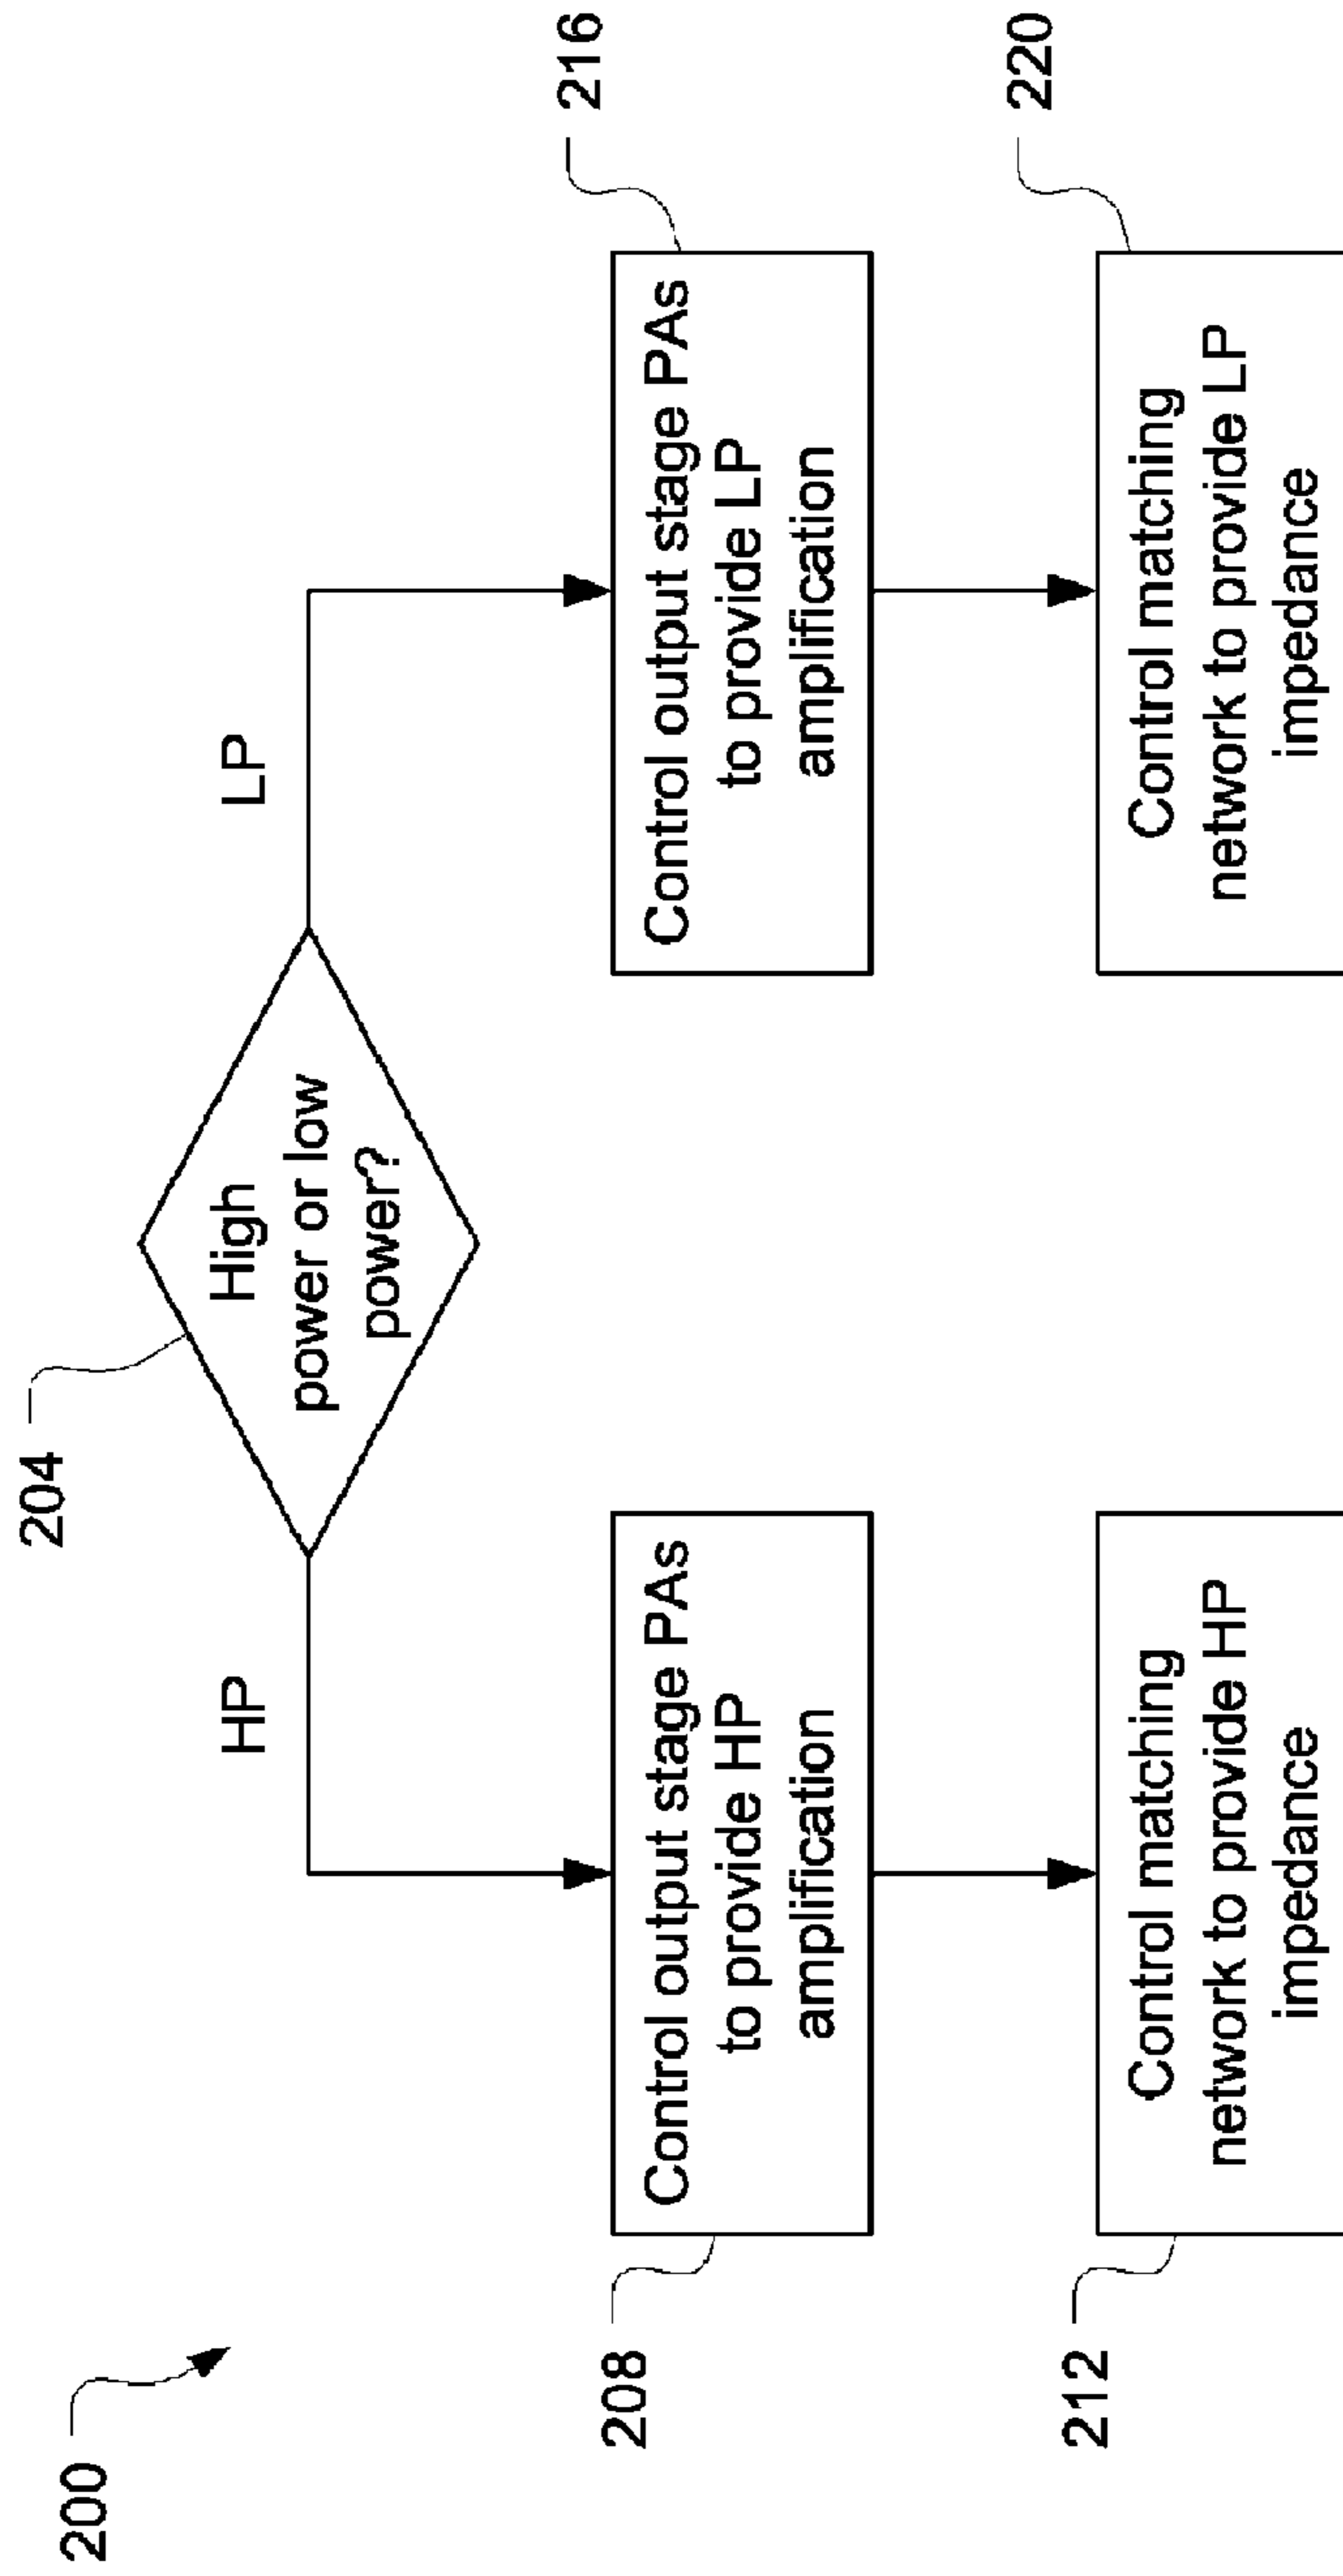 200
204
High
power or low
power?
HP
LP
208
Control output stage PAs
to provide HP
amplification
216
Control output stage PAs
to provide LP
amplification
212
Control matching
network to provide HP
impedance
220
Control matching
network to provide LP
impedance